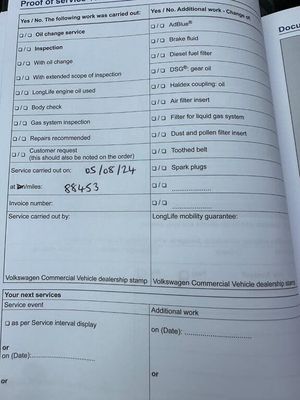 Proof of service
Yes / No. The following work was carried out:
❑ / ❑ Oil change service
❑ / ❑ Inspection
❑ / ❑ With oil change
❑ / ❑ With extended scope of inspection
❑ / ❑ LongLife engine oil used
❑ / ❑ Body check
❑ / ❑ Gas system inspection
❑ / ❑ Repairs recommended
❑ / ❑ Customer request
(this should also be noted on the order)
Service carried out on: 05/08/24
at km/miles: 88453
Invoice number:
Service carried out by:
Volkswagen Commercial Vehicle dealership stamp
Yes / No. Additional work - Change of
❑ / ❑ AdBlue®
❑ / ❑ Brake fluid
❑ / ❑ Diesel fuel filter
❑ / ❑ DSG® gear oil
❑ / ❑ Haldex coupling: oil
❑ / ❑ Air filter insert
❑ / ❑ Filter for liquid gas system
❑ / ❑ Dust and pollen filter insert
❑ / ❑ Toothed belt
❑ / ❑ Spark plugs
❑ / ❑ ....................
❑ / ❑ ....................
LongLife mobility guarantee:
Volkswagen Commercial Vehicle dealership stamp
Your next services
Service event
❑ as per Service interval display
or
on (Date):........................
or
Additional work
on (Date): ........................
or
Docu